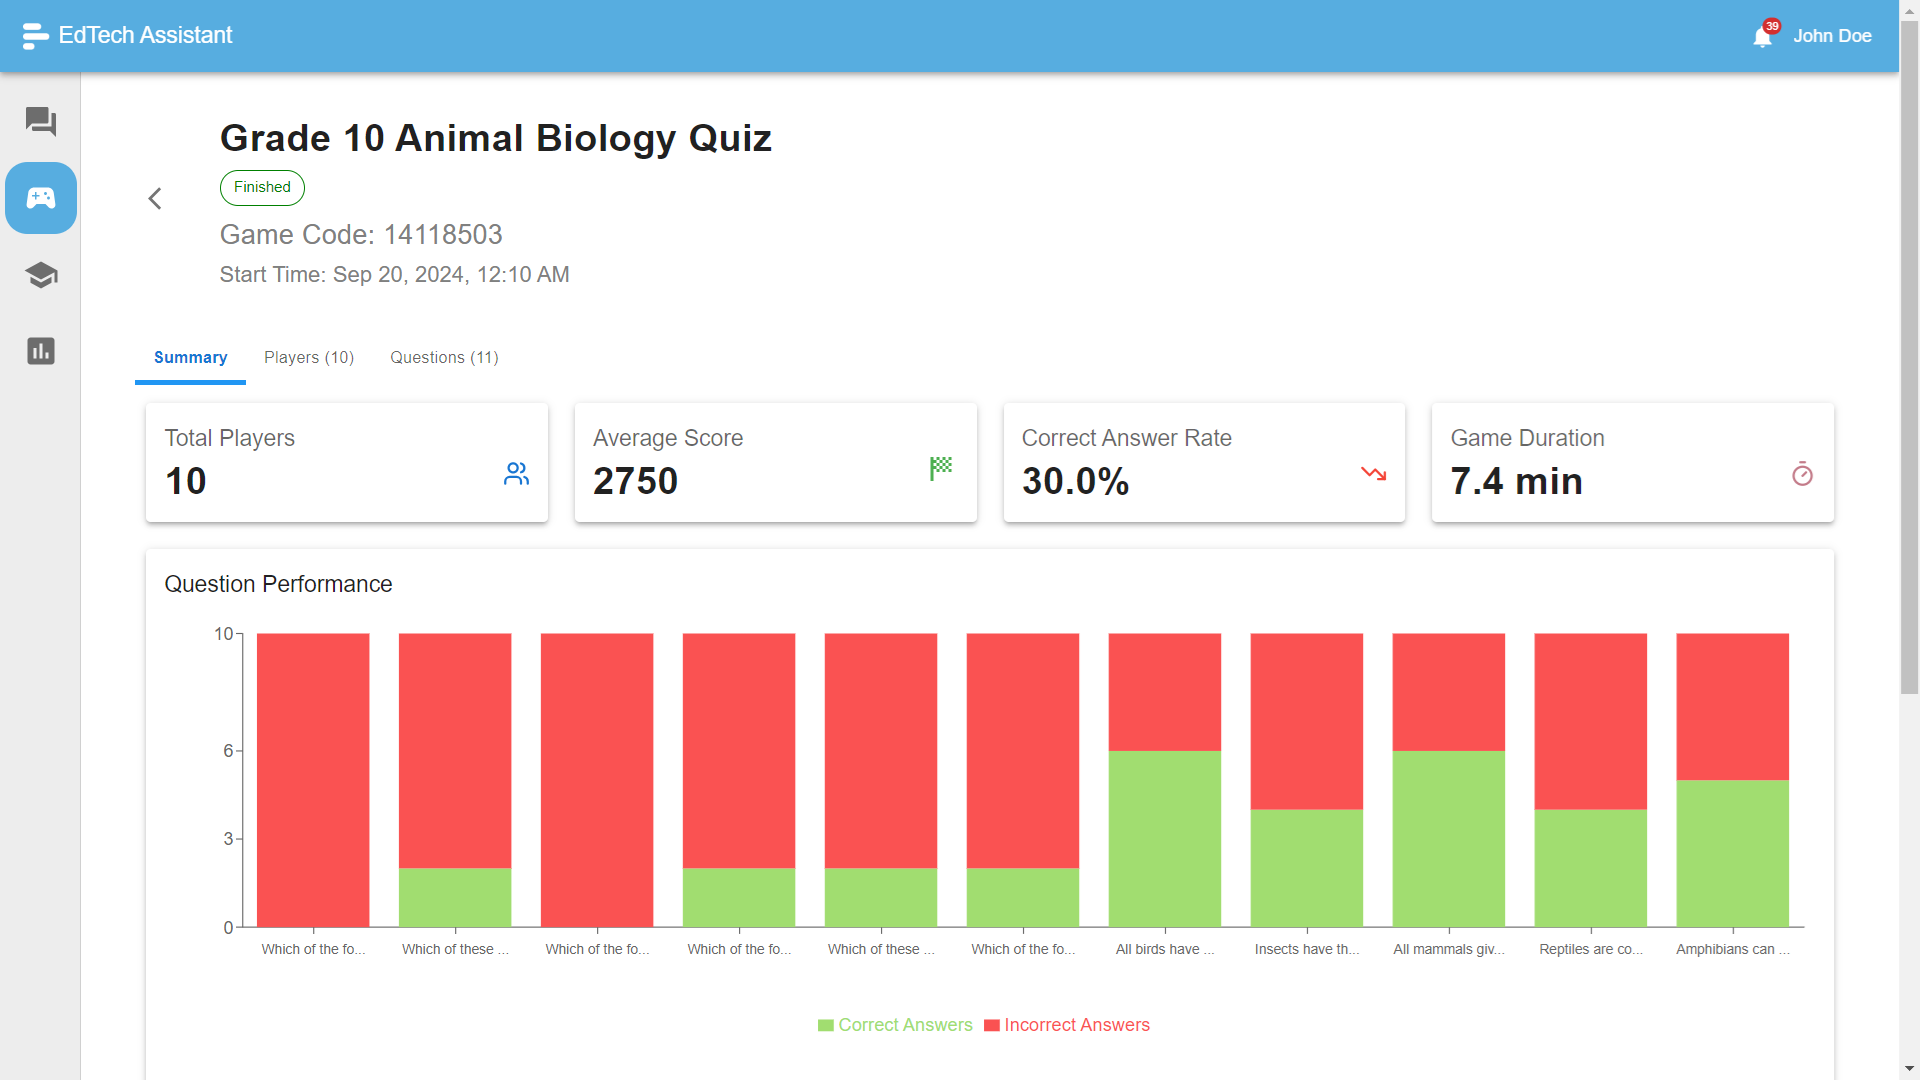 EdTech Assistant
39
John Doe
Grade 10 Animal Biology Quiz
Finished
Game Code: 14118503
Start Time: Sep 20, 2024, 12:10 AM
Summary
Players (10)
Questions (11)
Total Players
10
Average Score
2750
Correct Answer Rate
30.0%
Game Duration
7.4 min
Question Performance
10
6
3
0
Which of the fo...
Which of these ...
Which of the fo...
Which of the fo...
Which of these ...
Which of the fo...
All birds have ...
Insects have th...
All mammals giv...
Reptiles are co...
Amphibians can ...
Correct Answers
Incorrect Answers